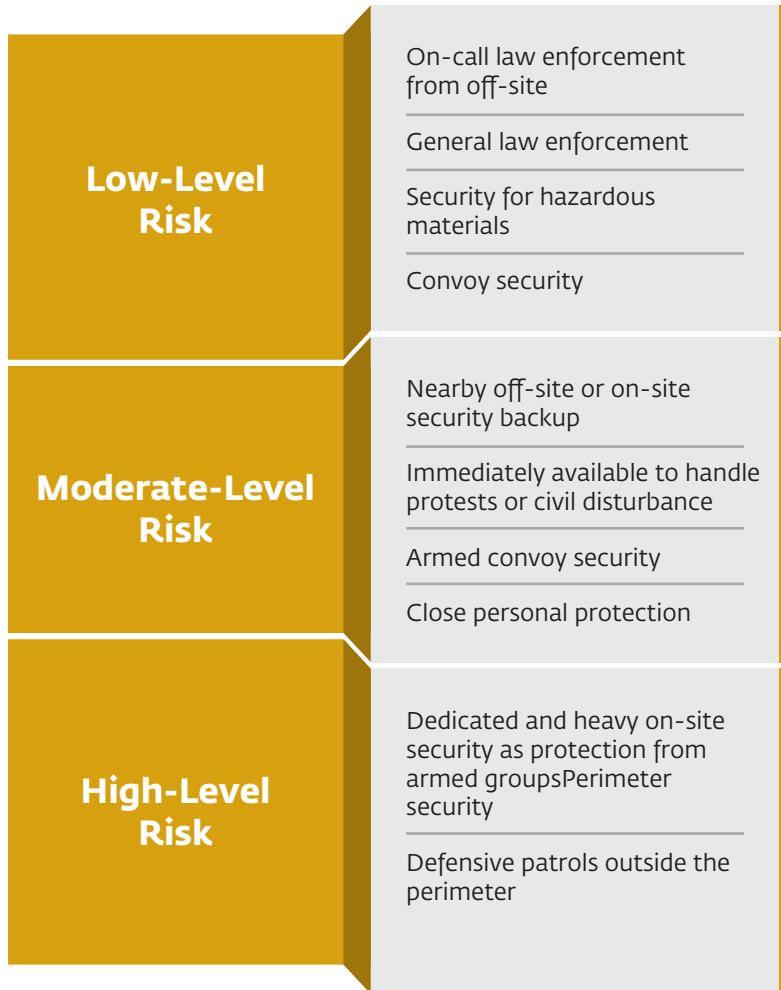 Low-Level
Risk
On-call law enforcement
from off-site
General law enforcement
Security for hazardous
materials
Convoy security
Moderate-Level
Risk
Nearby off-site or on-site
security backup
Immediately available to handle
protests or civil disturbance
Armed convoy security
Close personal protection
High-Level
Risk
Dedicated and heavy on-site
security as protection from
armed groupsPerimeter
security
Defensive patrols outside the
perimeter